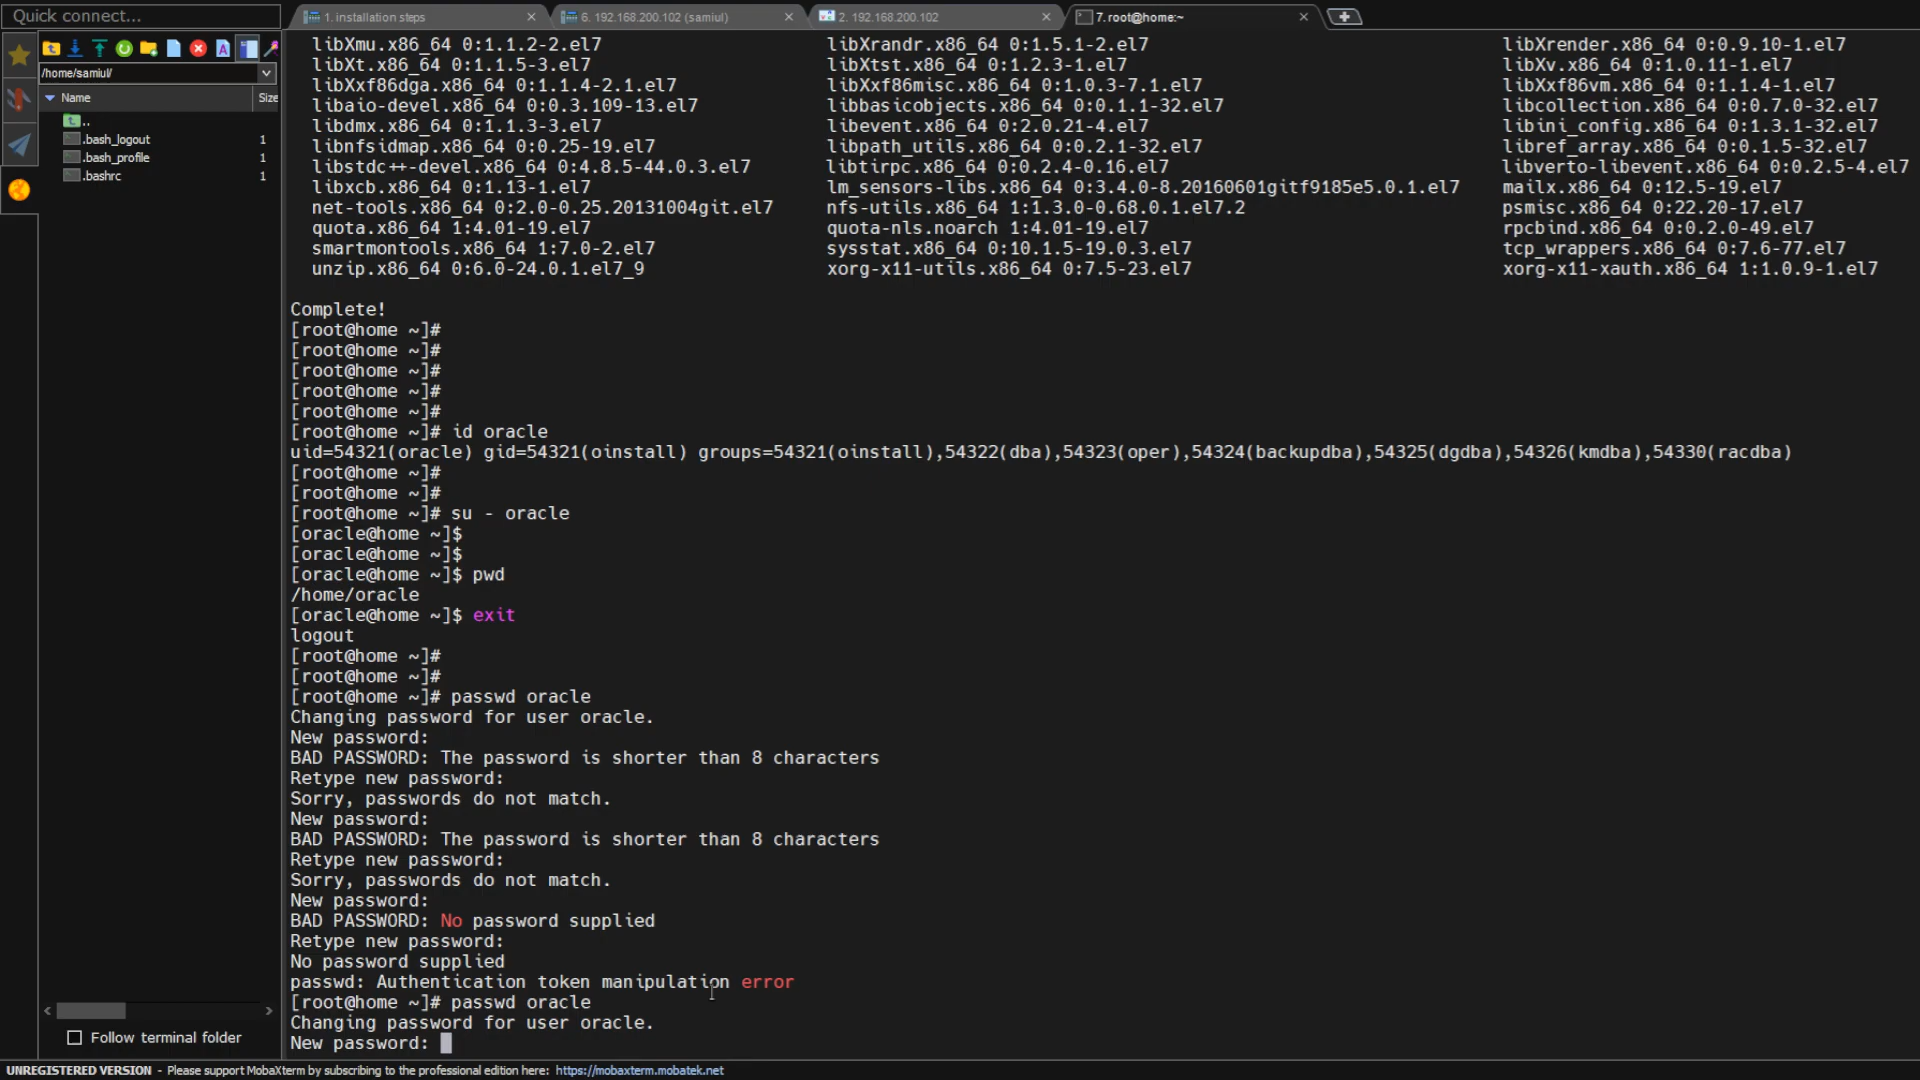 Quick connect...
1. installation steps
6. 192.168.200.102 (samiul)
2. 192.168.200.102
7. root@home:~
/home/samiul/
Name Size
..
.bash_logout 1
.bash_profile 1
.bashrc 1
Follow terminal folder
libXmu.x86_64 0:1.1.2-2.el7 libXrandr.x86_64 0:1.5.1-2.el7 libXrender.x86_64 0:0.9.10-1.el7
libXt.x86_64 0:1.1.5-3.el7 libXtst.x86_64 0:1.2.3-1.el7 libXv.x86_64 0:1.0.11-1.el7
libXxf86dga.x86_64 0:1.1.4-2.1.el7 libXxf86misc.x86_64 0:1.0.3-7.1.el7 libXxf86vm.x86_64 0:1.1.4-1.el7
libaio-devel.x86_64 0:0.3.109-13.el7 libbasicobjects.x86_64 0:0.1.1-32.el7 libcollection.x86_64 0:0.7.0-32.el7
libdmx.x86_64 0:1.1.3-3.el7 libevent.x86_64 0:2.0.21-4.el7 libini_config.x86_64 0:1.3.1-32.el7
libnfsidmap.x86_64 0:0.25-19.el7 libpath_utils.x86_64 0:0.2.1-32.el7 libref_array.x86_64 0:0.1.5-32.el7
libstdc++-devel.x86_64 0:4.8.5-44.0.3.el7 libtirpc.x86_64 0:0.2.4-0.16.el7 libverto-libevent.x86_64 0:0.2.5-4.el7
libxcb.x86_64 0:1.13-1.el7 lm_sensors-libs.x86_64 0:3.4.0-8.20160601gitf9185e5.0.1.el7 mailx.x86_64 0:12.5-19.el7
net-tools.x86_64 0:2.0-0.25.20131004git.el7 nfs-utils.x86_64 1:1.3.0-0.68.0.1.el7.2 psmisc.x86_64 0:22.20-17.el7
quota.x86_64 1:4.01-19.el7 quota-nls.noarch 1:4.01-19.el7 rpcbind.x86_64 0:0.2.0-49.el7
smartmontools.x86_64 1:7.0-2.el7 sysstat.x86_64 0:10.1.5-19.0.3.el7 tcp_wrappers.x86_64 0:7.6-77.el7
unzip.x86_64 0:6.0-24.0.1.el7_9 xorg-x11-utils.x86_64 0:7.5-23.el7 xorg-x11-xauth.x86_64 1:1.0.9-1.el7
Complete!
[root@home ~]#
[root@home ~]#
[root@home ~]#
[root@home ~]#
[root@home ~]#
[root@home ~]# id oracle
uid=54321(oracle) gid=54321(oinstall) groups=54321(oinstall),54322(dba),54323(oper),54324(backupdba),54325(dgdba),54326(kmdba),54330(racdba)
[root@home ~]#
[root@home ~]#
[root@home ~]# su - oracle
[oracle@home ~]$
[oracle@home ~]$
[oracle@home ~]$ pwd
/home/oracle
[oracle@home ~]$ exit
logout
[root@home ~]#
[root@home ~]#
[root@home ~]# passwd oracle
Changing password for user oracle.
New password:
BAD PASSWORD: The password is shorter than 8 characters
Retype new password:
Sorry, passwords do not match.
New password:
BAD PASSWORD: The password is shorter than 8 characters
Retype new password:
Sorry, passwords do not match.
New password:
BAD PASSWORD: No password supplied
Retype new password:
No password supplied
passwd: Authentication token manipulation error
[root@home ~]# passwd oracle
Changing password for user oracle.
New password:
UNREGISTERED VERSION - Please support MobaXterm by subscribing to the professional edition here: https://mobaxterm.mobatek.net